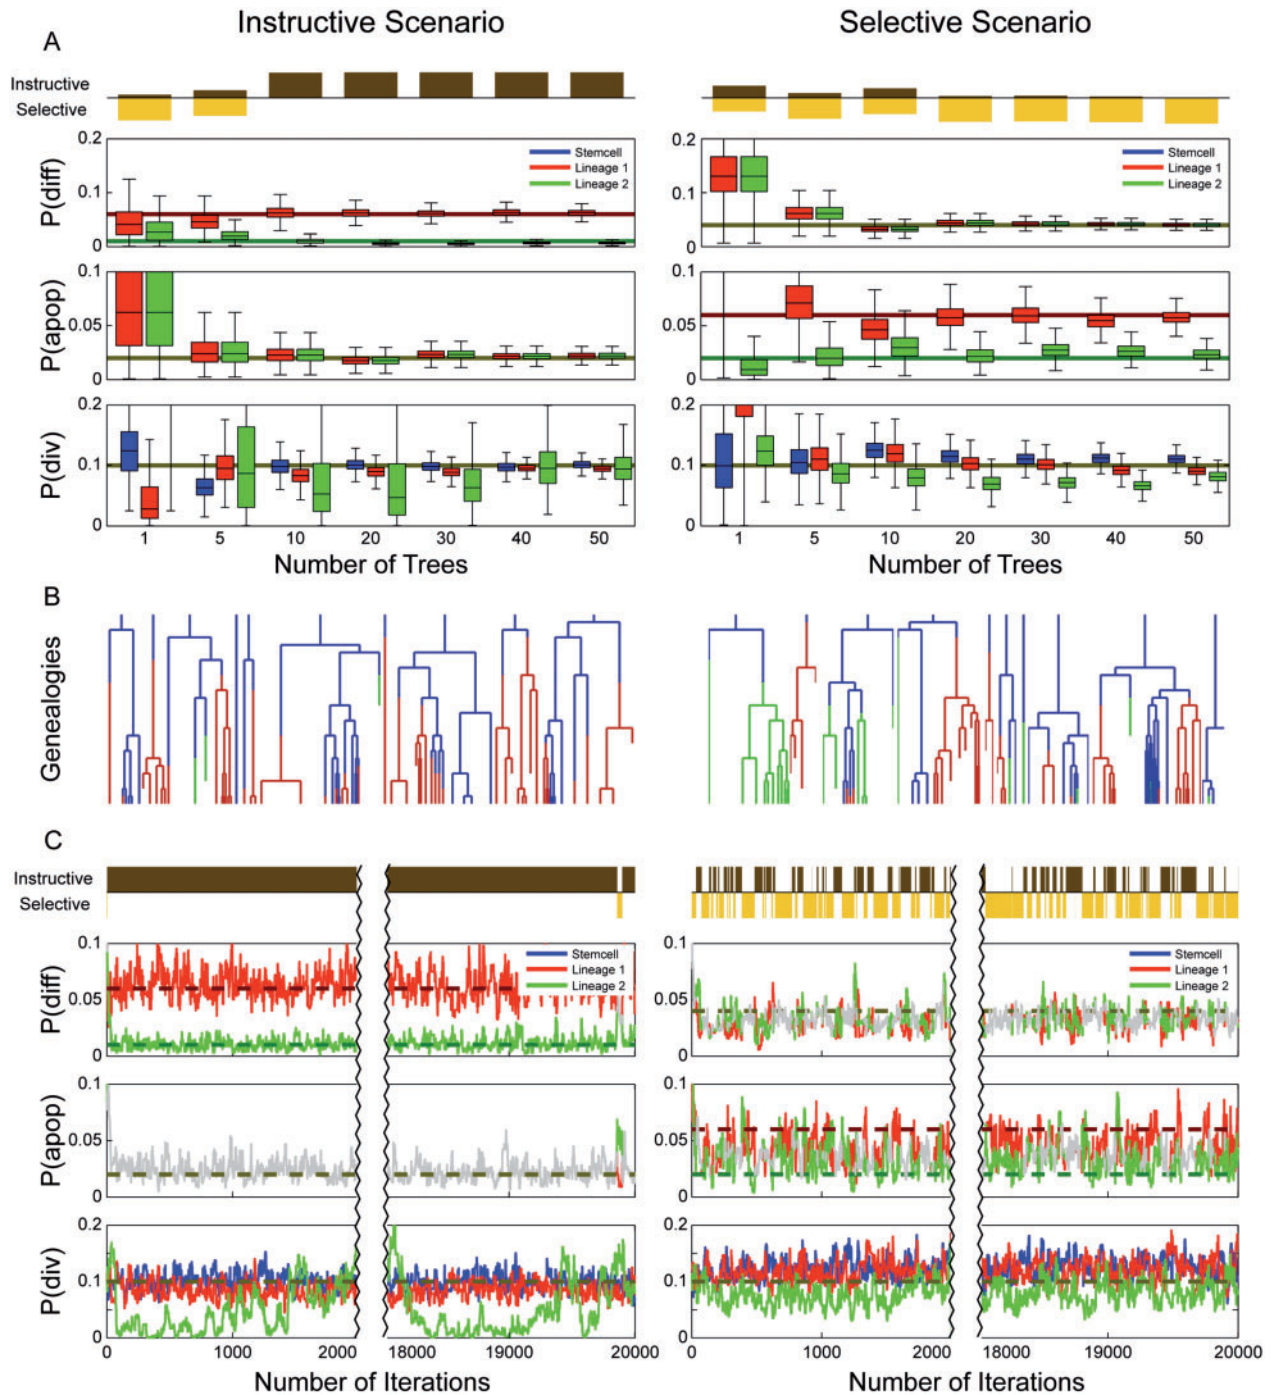 Instructive Scenario
Selective Scenario
A
Instructive
Selective
P(diff)
0.2
0.1
0
Stemcell
Lineage 1
Lineage 2
0.2
0.1
0
Stemcell
Lineage 1
Lineage 2
P(apop)
0.1
0.05
0
0.1
0.05
0
P(div)
0.2
0.1
0
0.2
0.1
0
1 5 10 20 30 40 50
1 5 10 20 30 40 50
Number of Trees
Number of Trees
B
Genealogies
C
Instructive
Selective
P(diff)
0.1
0.05
0
Stemcell
Lineage 1
Lineage 2
0.1
0.05
0
Stemcell
Lineage 1
Lineage 2
P(apop)
0.1
0.05
0
0.1
0.05
0
P(div)
0.2
0.1
0
0.2
0.1
0
0 1000 2000 18000 19000 20000
0 1000 2000 18000 19000 20000
Number of Iterations
Number of Iterations